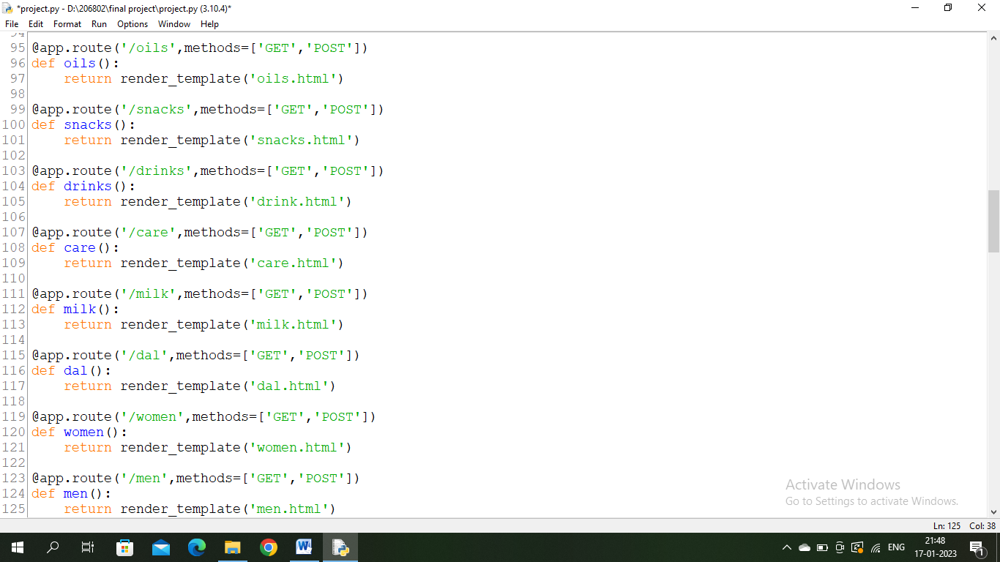 *project.py - D:\206802\final project\project.py (3.10.4)*
File Edit Format Run Options Window Help
94
95 @app.route('/oils',methods=['GET','POST'])
96 def oils():
97     return render_template('oils.html')
98
99 @app.route('/snacks',methods=['GET','POST'])
100 def snacks():
101     return render_template('snacks.html')
102
103 @app.route('/drinks',methods=['GET','POST'])
104 def drinks():
105     return render_template('drink.html')
106
107 @app.route('/care',methods=['GET','POST'])
108 def care():
109     return render_template('care.html')
110
111 @app.route('/milk',methods=['GET','POST'])
112 def milk():
113     return render_template('milk.html')
114
115 @app.route('/dal',methods=['GET','POST'])
116 def dal():
117     return render_template('dal.html')
118
119 @app.route('/women',methods=['GET','POST'])
120 def women():
121     return render_template('women.html')
122
123 @app.route('/men',methods=['GET','POST'])
124 def men():
125     return render_template('men.html')
Activate Windows
Go to Settings to activate Windows.
Ln: 125 Col: 38
ENG
21:48
17-01-2023
1